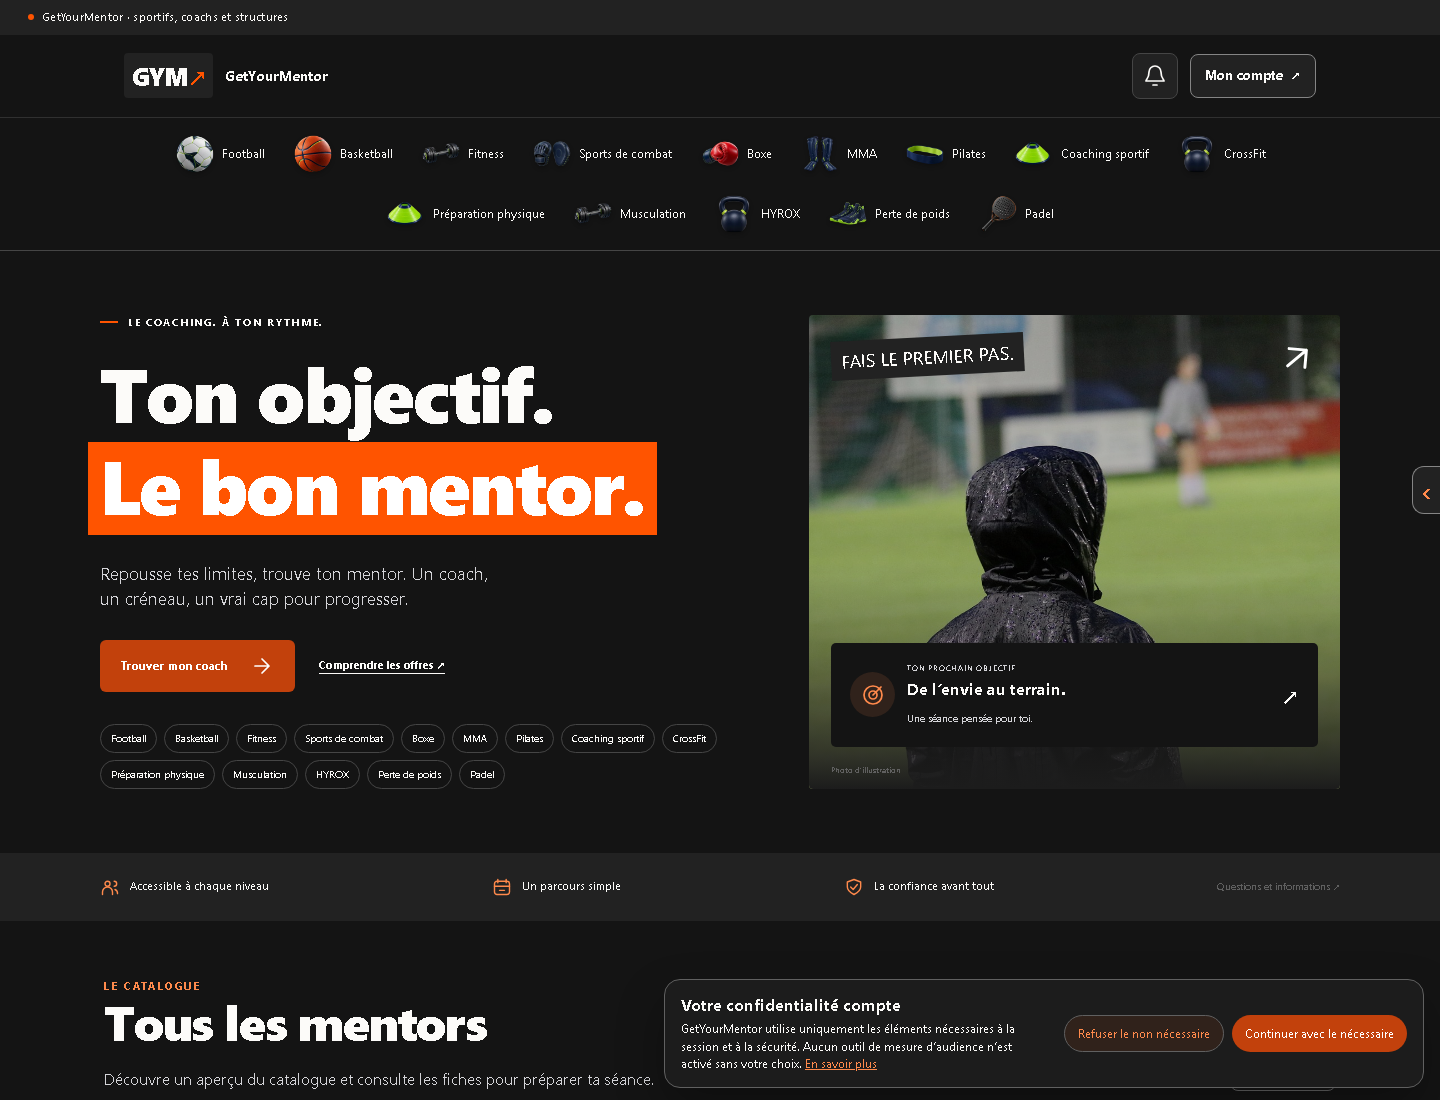 GetYourMentor · sportifs, coachs et structures
GYM↗ GetYourMentor
Mon compte ↗
Football Basketball Fitness Sports de combat Boxe MMA Pilates Coaching sportif CrossFit
Préparation physique Musculation HYROX Perte de poids Padel
LE COACHING. À TON RYTHME.
Ton objectif.
Le bon mentor.
Repousse tes limites, trouve ton mentor. Un coach,
un créneau, un vrai cap pour progresser.
Trouver mon coach →
Comprendre les offres ↗
Football Basketball Fitness Sports de combat Boxe MMA Pilates Coaching sportif CrossFit
Préparation physique Musculation HYROX Perte de poids Padel
FAIS LE PREMIER PAS.
TON PROCHAIN OBJECTIF
De l'envie au terrain.
Une séance pensée pour toi.
Photo d'illustration
Accessible à chaque niveau
Un parcours simple
La confiance avant tout
Questions et informations ↗
LE CATALOGUE
Tous les mentors
Découvre un aperçu du catalogue et consulte les fiches pour préparer ta séance.
Votre confidentialité compte
GetYourMentor utilise uniquement les éléments nécessaires à la
session et à la sécurité. Aucun outil de mesure d'audience n'est
activé sans votre choix. En savoir plus
Refuser le non nécessaire
Continuer avec le nécessaire